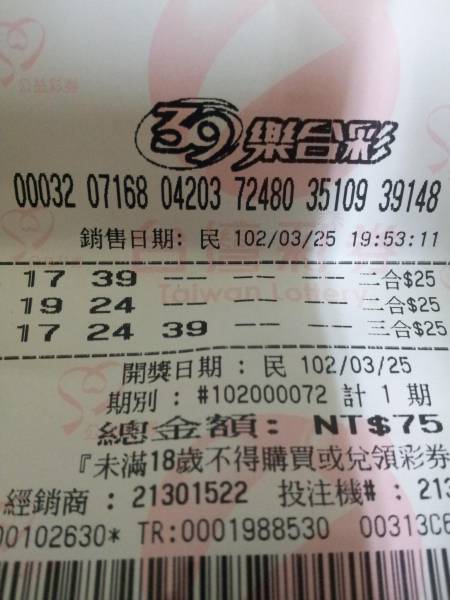 39樂合彩
00032 07168 04203 72480 35109 39148
銷售日期: 民 102/03/25 19:53:11
Taiwan Lottery
17 39 -- -- -- 二合$25
19 24 -- -- -- 二合$25
17 24 39 -- -- 三合$25
開獎日期 : 民 102/03/25
期別 : #102000072 計 1 期
總金額: NT$75
『未滿18歲不得購買或兌領彩券
經銷商 : 21301522 投注機# : 213
00102630* TR:0001988530 00313C6